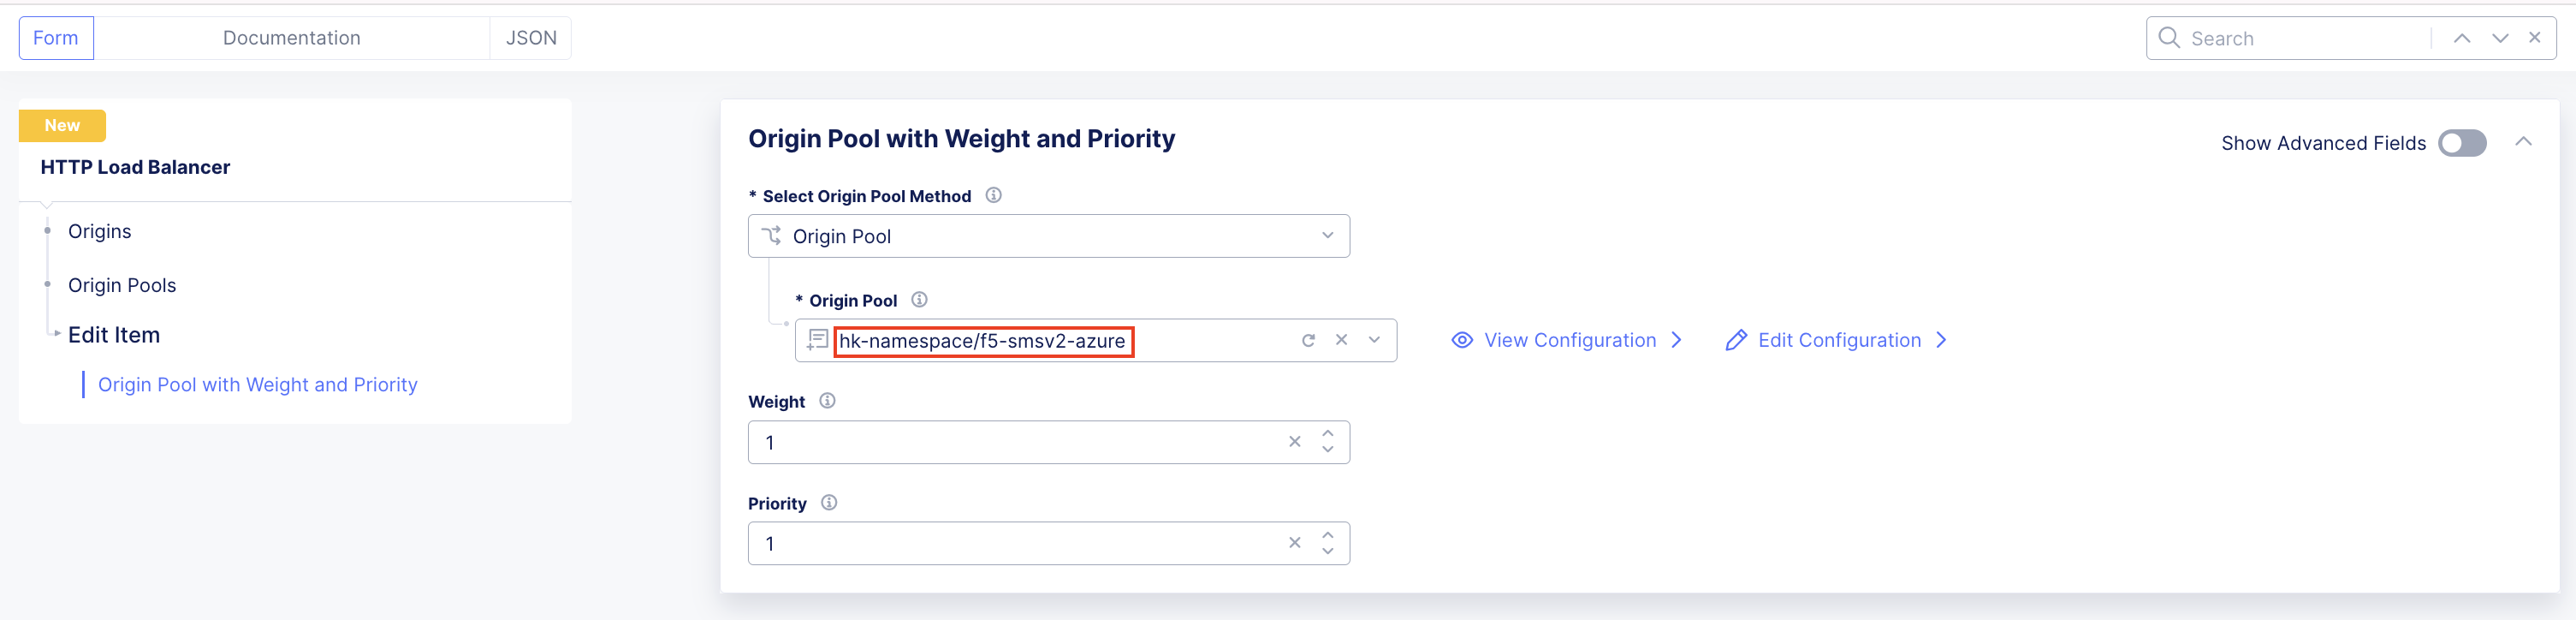 Form
Documentation
JSON
Search
New
HTTP Load Balancer
Origins
Origin Pools
Edit Item
Origin Pool with Weight and Priority
Origin Pool with Weight and Priority
Show Advanced Fields
* Select Origin Pool Method
Origin Pool
* Origin Pool
hk-namespace/f5-smsv2-azure
View Configuration
Edit Configuration
Weight
1
Priority
1